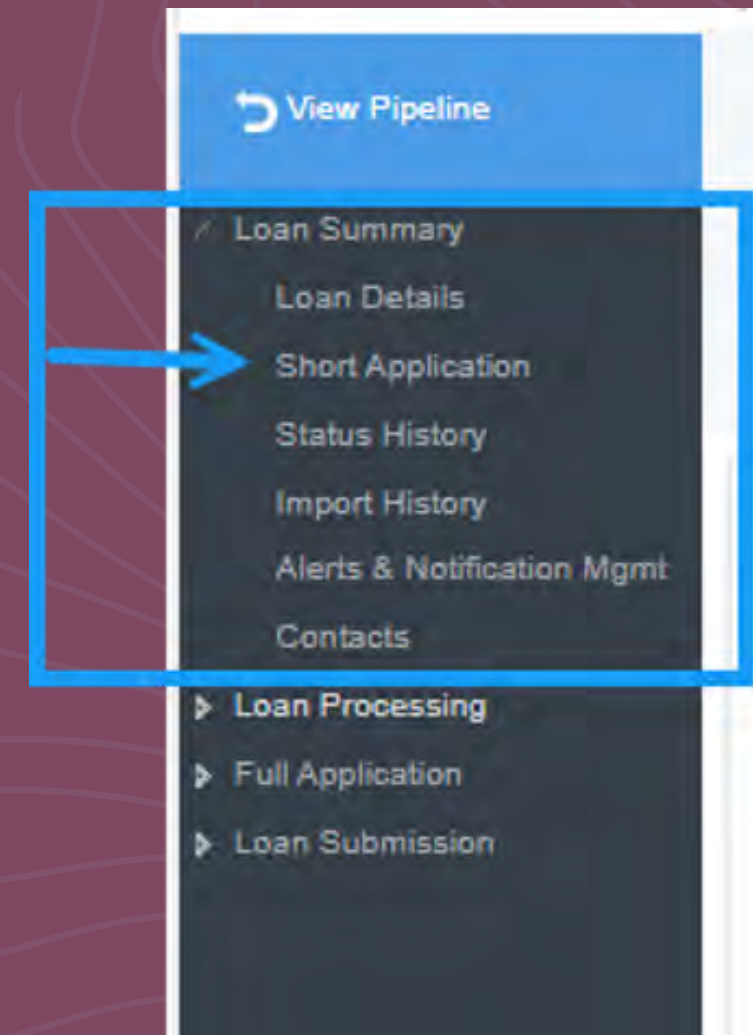 View Pipeline
Loan Summary
Loan Details
Short Application
Status History
Import History
Alerts & Notification Mgmt
Contacts
Loan Processing
Full Application
Loan Submission